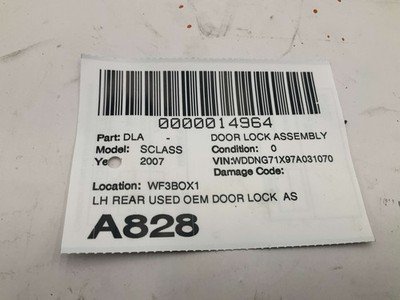 0000014964
Part: DLA - DOOR LOCK ASSEMBLY
Model: SCLASS Condition: 0
Ye 2007 VIN:WDDNG71X97A031070
Damage Code:
Location: WF3BOX1
LH REAR USED OEM DOOR LOCK AS
A828